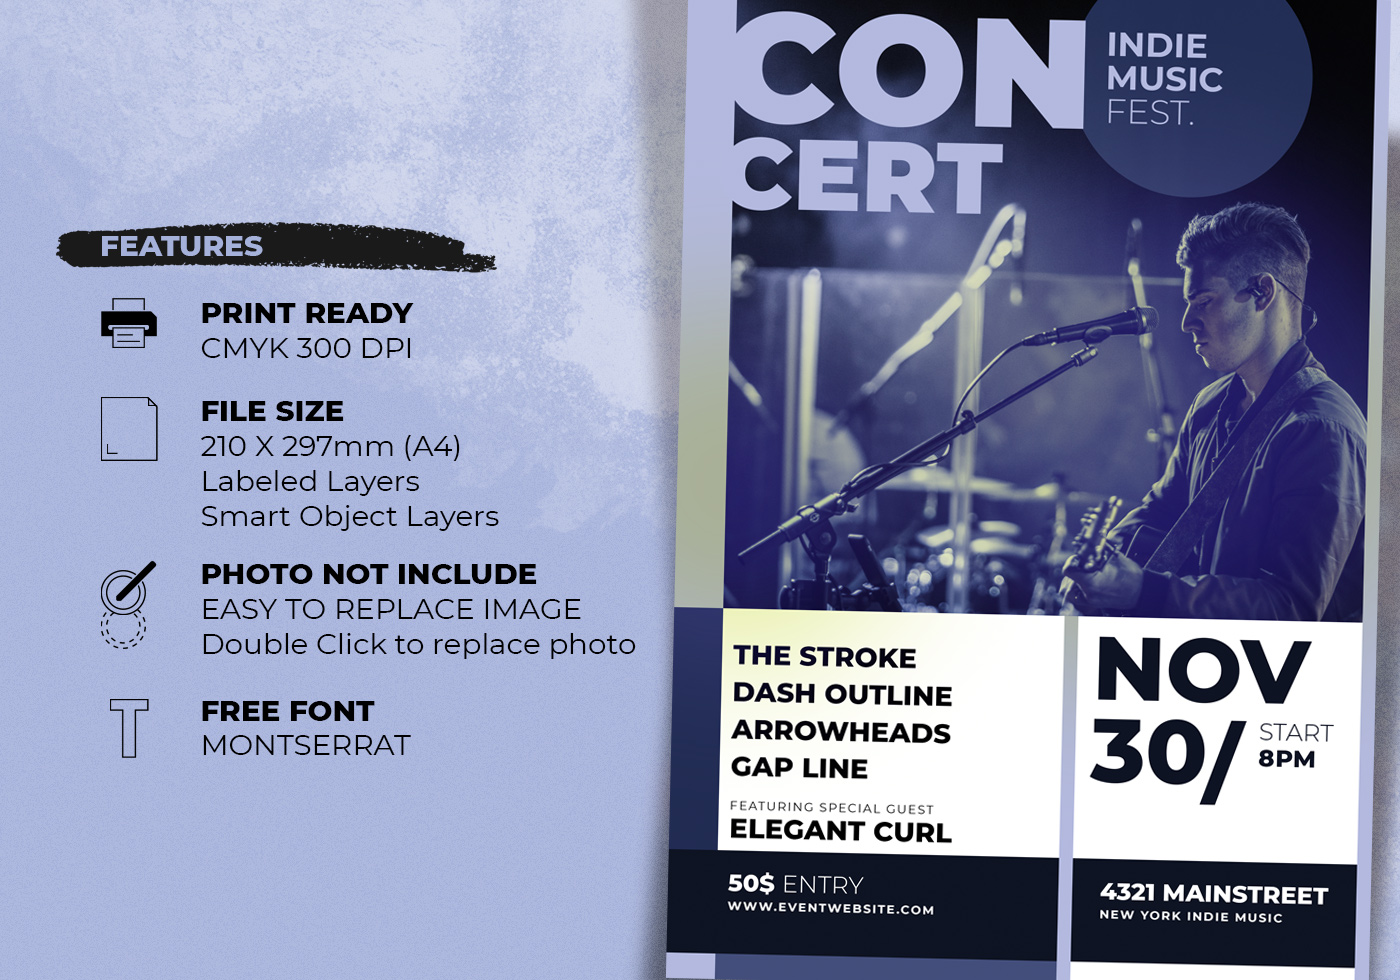 FEATURES
PRINT READY
CMYK 300 DPI
FILE SIZE
210 X 297mm (A4)
Labeled Layers
Smart Object Layers
PHOTO NOT INCLUDE
EASY TO REPLACE IMAGE
Double Click to replace photo
T
FREE FONT
MONTSERRAT
CON
CERT
INDIE
MUSIC
FEST.
THE STROKE
DASH OUTLINE
ARROWHEADS
GAP LINE
FEATURING SPECIAL GUEST
ELEGANT CURL
NOV
30/
START
8PM
50$ ENTRY
WWW.EVENTWEBSITE.COM
4321 MAINSTREET
NEW YORK INDIE MUSIC